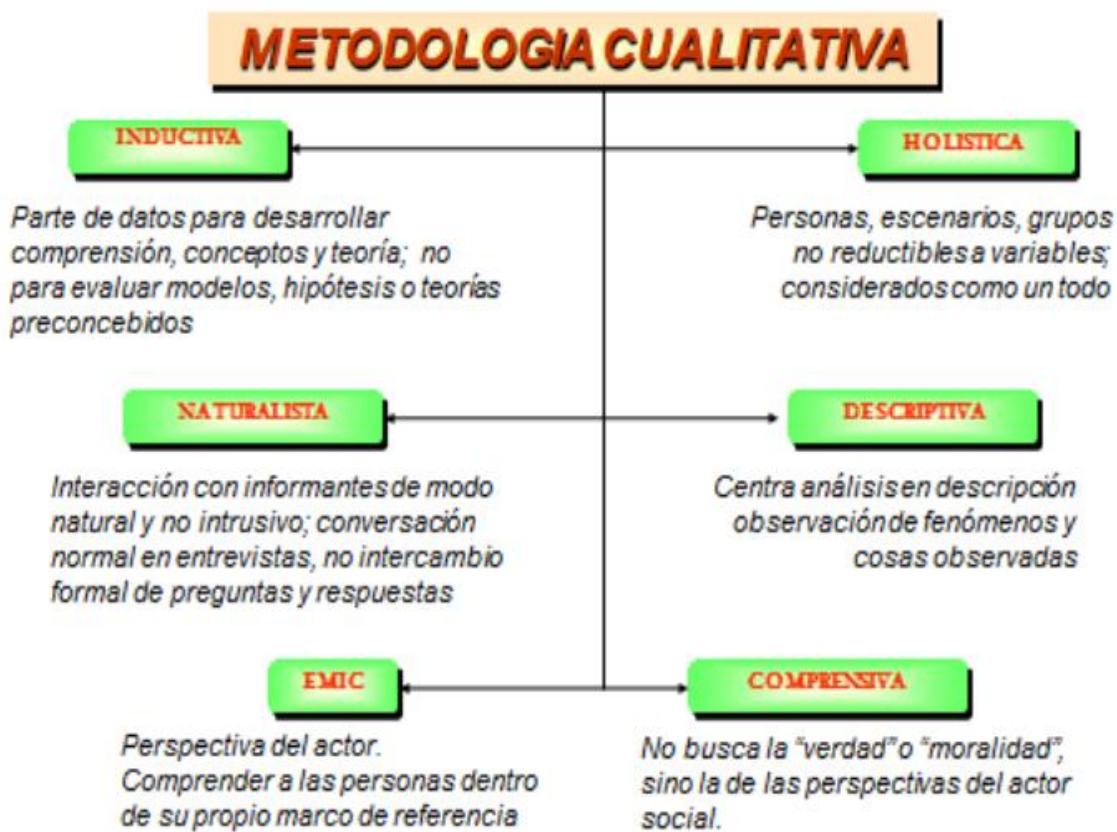 METODOLOGIA CUALITATIVA
INDUCTIVA
Parte de datos para desarrollar
comprensión, conceptos y teoría; no
para evaluar modelos, hipótesis o teorías
preconcebidos
HOLISTICA
Personas, escenarios, grupos
no reductibles a variables;
considerados como un todo
NATURALISTA
Interacción con informantes de modo
natural y no intrusivo; conversación
normal en entrevistas, no intercambio
formal de preguntas y respuestas
DESCRIPTIVA
Centra análisis en descripción
observación de fenómenos y
cosas observadas
EMIC
Perspectiva del actor.
Comprender a las personas dentro
de su propio marco de referencia
COMPRENSIVA
No busca la "verdad" o "moralidad",
sino la de las perspectivas del actor
social.